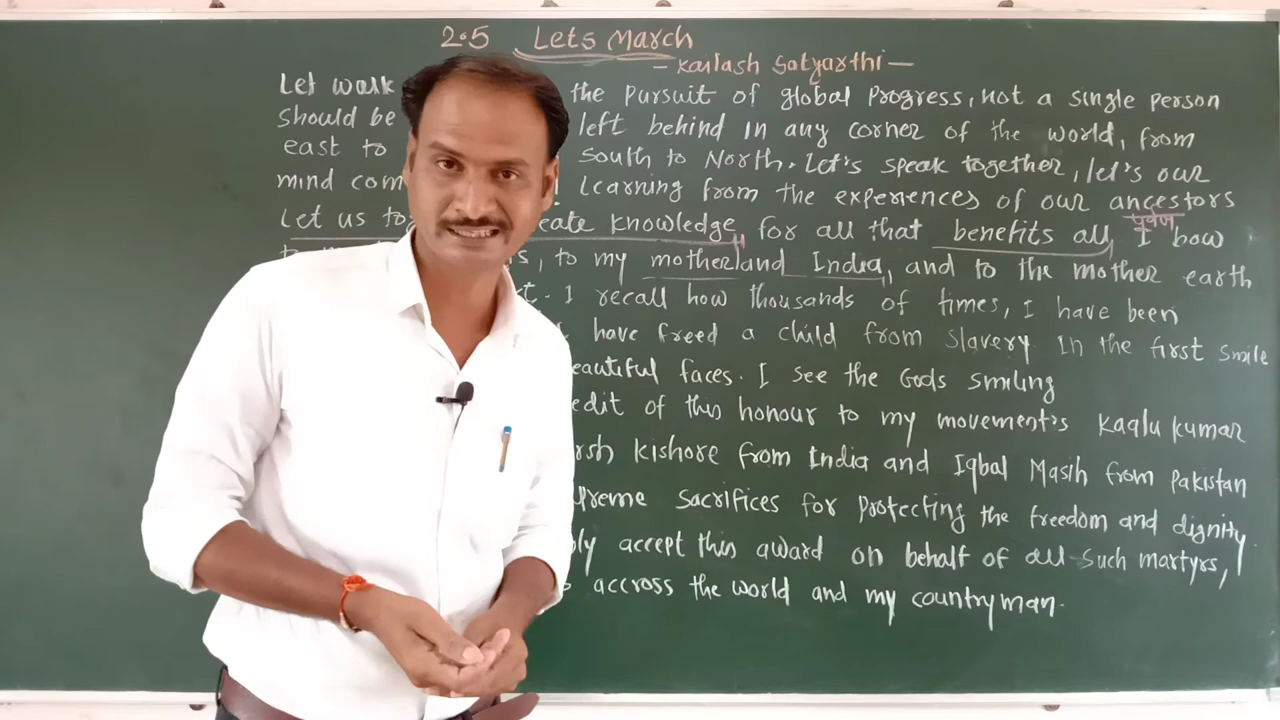 2.5 Lets March
- Kailash Satyarthi -
Let walk the pursuit of global Progress, not a single person
should be left behind in any corner of the world, from
east to south to North. Let's speak together, let's our
mind com learning from the experiences of our ancestors
पूर्वज
Let us to eate knowledge for all that benefits all, I bow
s, to my motherland India, and to the mother earth
t. I recall how thousands of times, I have been
have freed a child from slavery. In the first smile
eautiful faces. I see the Gods smiling
edit of this honour to my movement's Kaalu kumar
rsh kishore from India and Iqbal Masih from Pakistan
preme sacrifices for protecting the freedom and dignity.
bly accept this award on behalf of all such martyrs,
accross the world and my countryman.